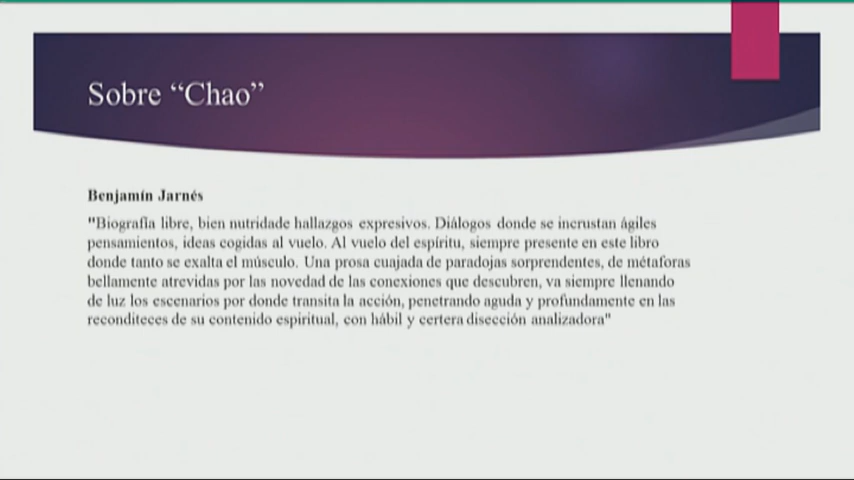 Sobre “Chao”
Benjamín Jarnés
"Biografía libre, bien nutridade hallazgos expresivos. Diálogos donde se incrustan ágiles
pensamientos, ideas cogidas al vuelo. Al vuelo del espíritu, siempre presente en este libro
donde tanto se exalta el músculo. Una prosa cuajada de paradojas sorprendentes, de métaforas
bellamente atrevidas por las novedad de las conexiones que descubren, va siempre llenando
de luz los escenarios por donde transita la acción, penetrando aguda y profundamente en las
reconditeces de su contenido espiritual, con hábil y certera disección analizadora"